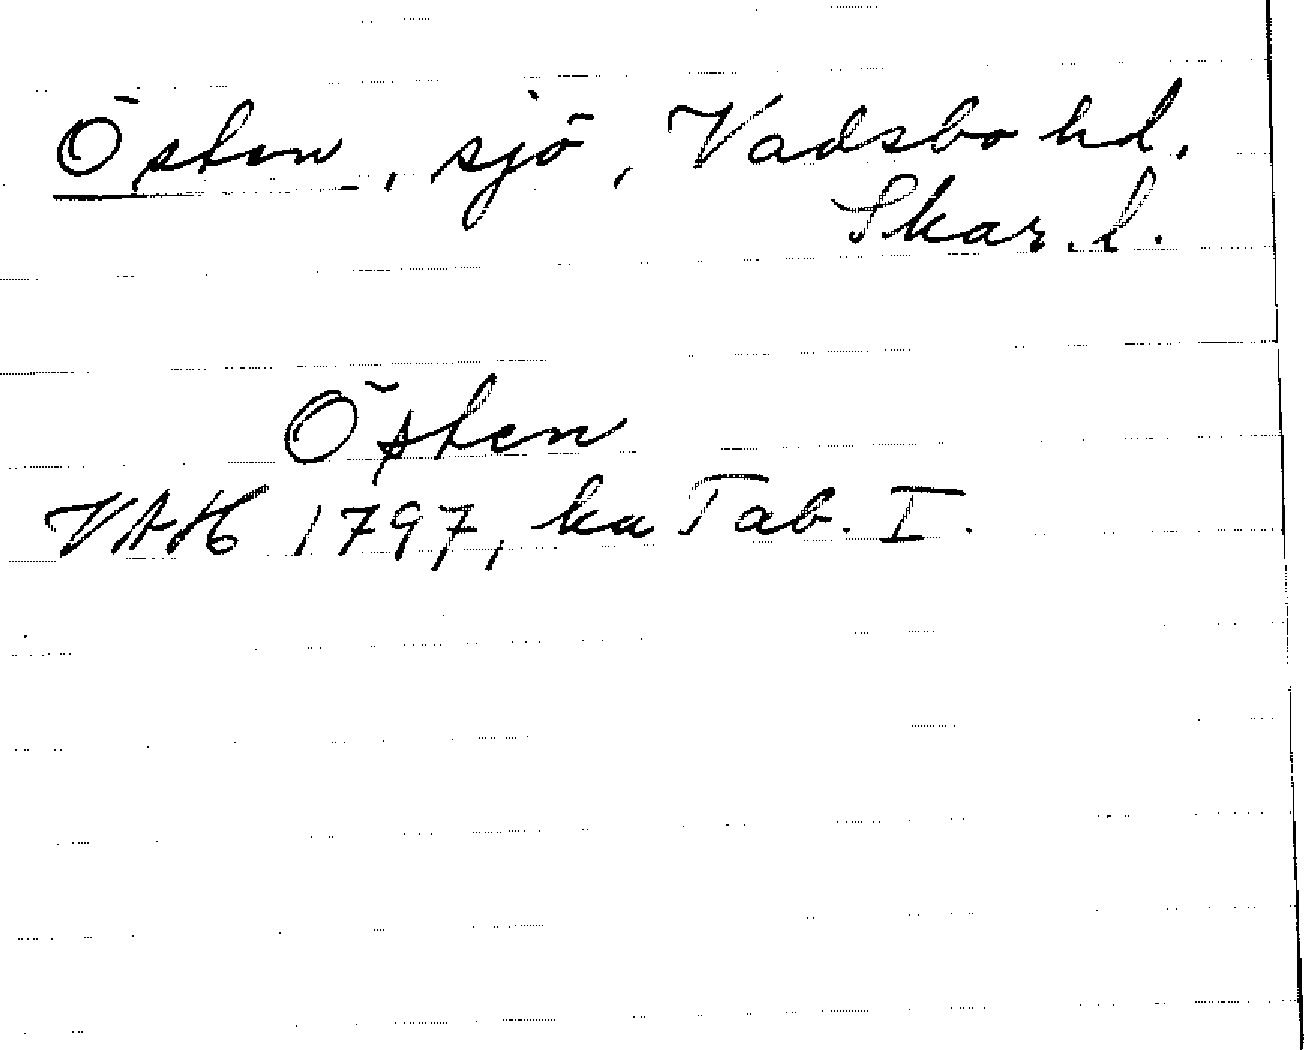 Östen, sjö, Vadsbo hd.
Skar. l.
Östen
VAH 1797, ka Tab. I.